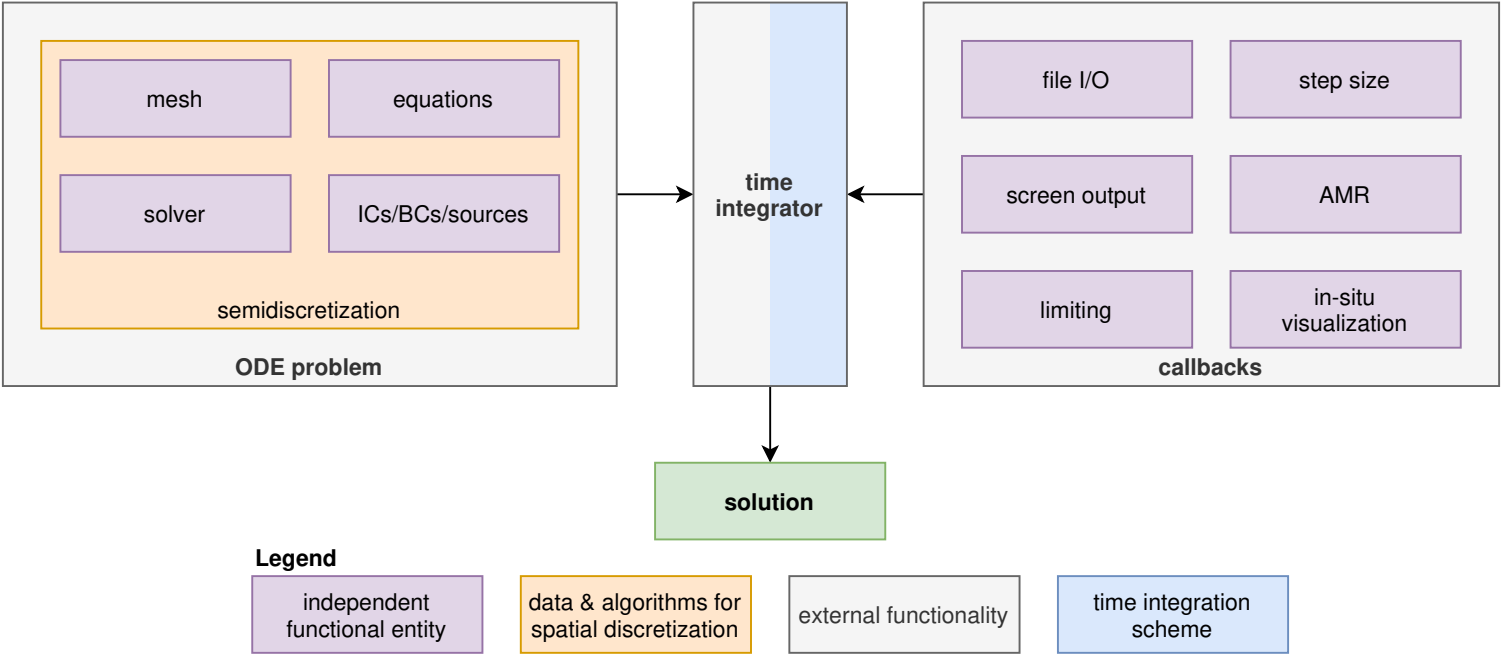 mesh
equations
solver
ICs/BCs/sources
semidiscretization
ODE problem
time
integrator
file I/O
step size
screen output
AMR
limiting
in-situ
visualization
callbacks
solution
Legend
independent
functional entity
data & algorithms for
spatial discretization
external functionality
time integration
scheme